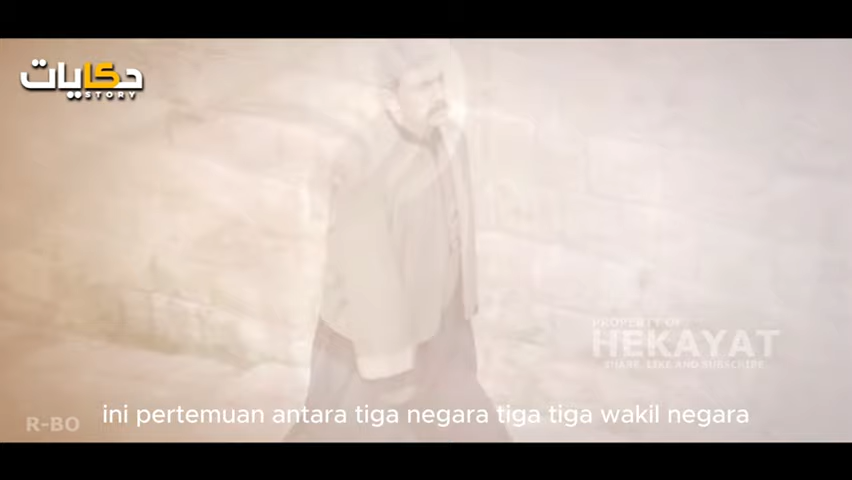 حكايات
STORY
PROPERTY OF
HEKAYAT
SHARE, LIKE AND SUBSCRIBE
R-BO
ini pertemuan antara tiga negara tiga tiga wakil negara